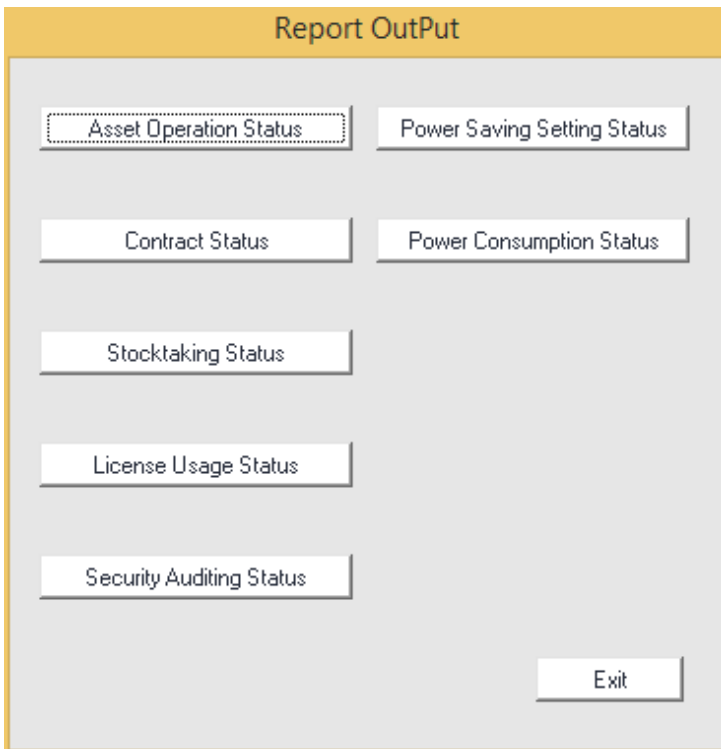 Report OutPut
Asset Operation Status
Power Saving Setting Status
Contract Status
Power Consumption Status
Stocktaking Status
License Usage Status
Security Auditing Status
Exit